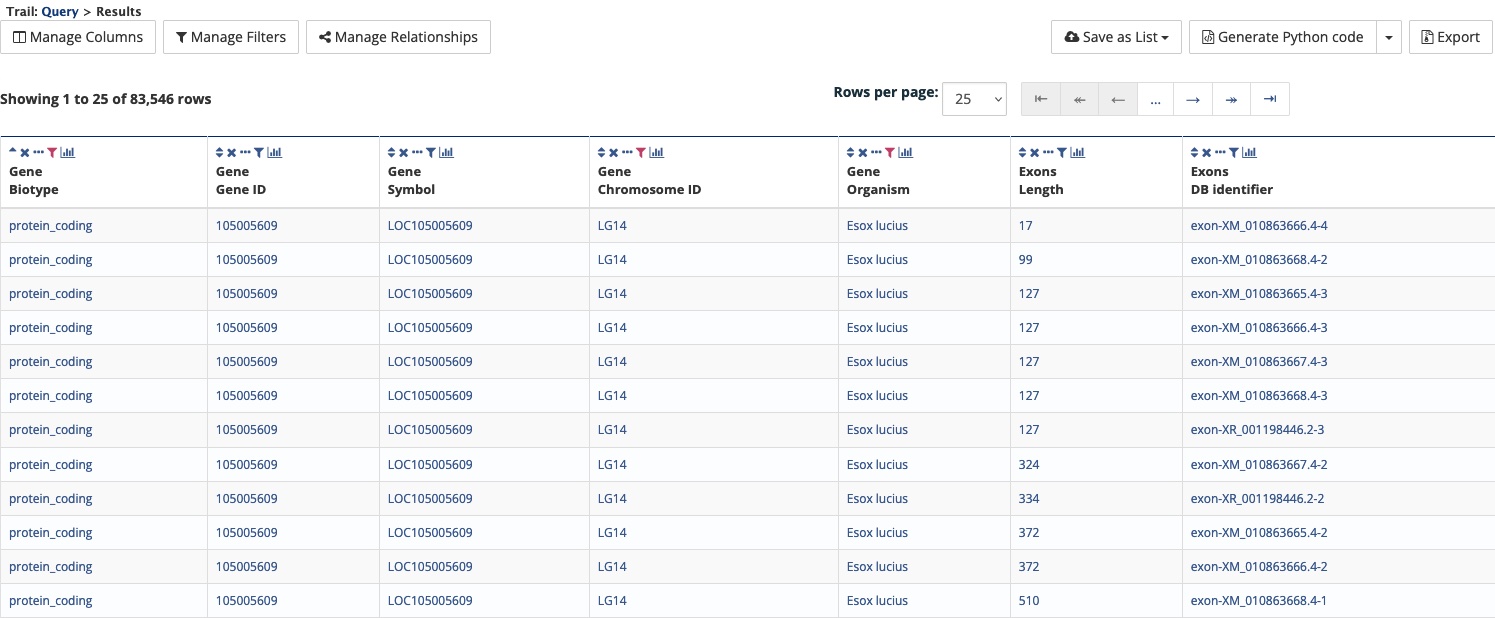 Trail: Query > Results
Manage Columns Manage Filters Manage Relationships Save as List Generate Python code Export
Showing 1 to 25 of 83,546 rows Rows per page: 25 ...
Gene Biotype Gene Gene ID Gene Symbol Gene Chromosome ID Gene Organism Exons Length Exons DB identifier
protein_coding 105005609 LOC105005609 LG14 Esox lucius 17 exon-XM_010863666.4-4
protein_coding 105005609 LOC105005609 LG14 Esox lucius 99 exon-XM_010863668.4-2
protein_coding 105005609 LOC105005609 LG14 Esox lucius 127 exon-XM_010863665.4-3
protein_coding 105005609 LOC105005609 LG14 Esox lucius 127 exon-XM_010863666.4-3
protein_coding 105005609 LOC105005609 LG14 Esox lucius 127 exon-XM_010863667.4-3
protein_coding 105005609 LOC105005609 LG14 Esox lucius 127 exon-XM_010863668.4-3
protein_coding 105005609 LOC105005609 LG14 Esox lucius 127 exon-XR_001198446.2-3
protein_coding 105005609 LOC105005609 LG14 Esox lucius 324 exon-XM_010863667.4-2
protein_coding 105005609 LOC105005609 LG14 Esox lucius 334 exon-XR_001198446.2-2
protein_coding 105005609 LOC105005609 LG14 Esox lucius 372 exon-XM_010863665.4-2
protein_coding 105005609 LOC105005609 LG14 Esox lucius 372 exon-XM_010863666.4-2
protein_coding 105005609 LOC105005609 LG14 Esox lucius 510 exon-XM_010863668.4-1